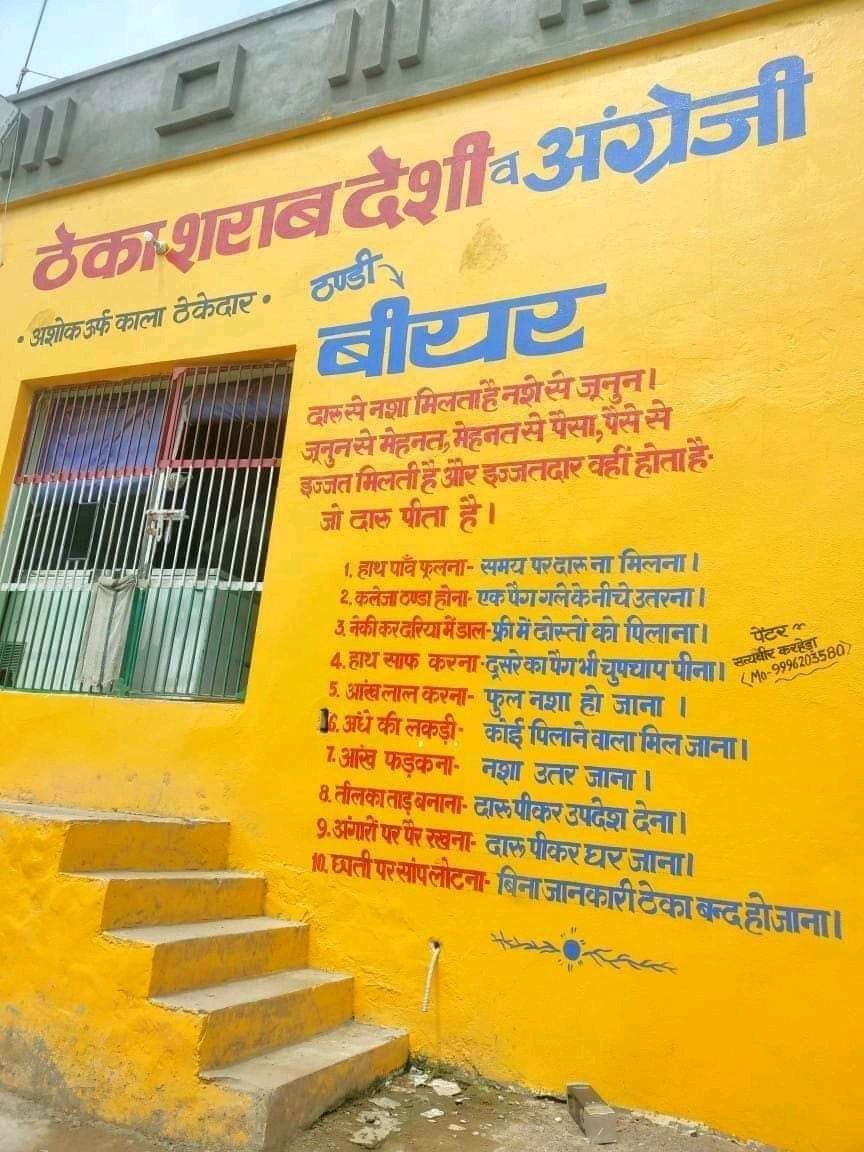 ठेका शराब देशी व अंग्रेजी
• अशोक उर्फ काला ठेकेदार •
ठण्डी
बीयर
दारू से नशा मिलता है नशे से जूनुन।
जूनुन से मेहनत, मेहनत से पैसा, पैसे से
इज्जत मिलती है और इज्जतदार वहीं होता है-
जो दारू पीता है।
1. हाथ पाँव फूलना- समय पर दारू ना मिलना।
2. कलेजा ठण्डा होना- एक पैग गले के नीचे उतरना।
3. नेकी कर दरिया में डाल- फ्री में दोस्तों को पिलाना।
4. हाथ साफ करना- दूसरे का पैग भी चुपचाप पीना।
5. आंख लाल करना- फुल नशा हो जाना।
6. अंधे की लकड़ी- कोई पिलाने वाला मिल जाना।
7. आंख फड़कना- नशा उतर जाना।
8. तील का ताड़ बनाना- दारू पीकर उपदेश देना।
9. अंगारों पर पैर रखना- दारू पीकर घर जाना।
10. छाती पर सांप लोटना- बिना जानकारी ठेका बन्द हो जाना।
पेंटर ~
सत्यबीर करहेड़ा
(Mo-9996203580)